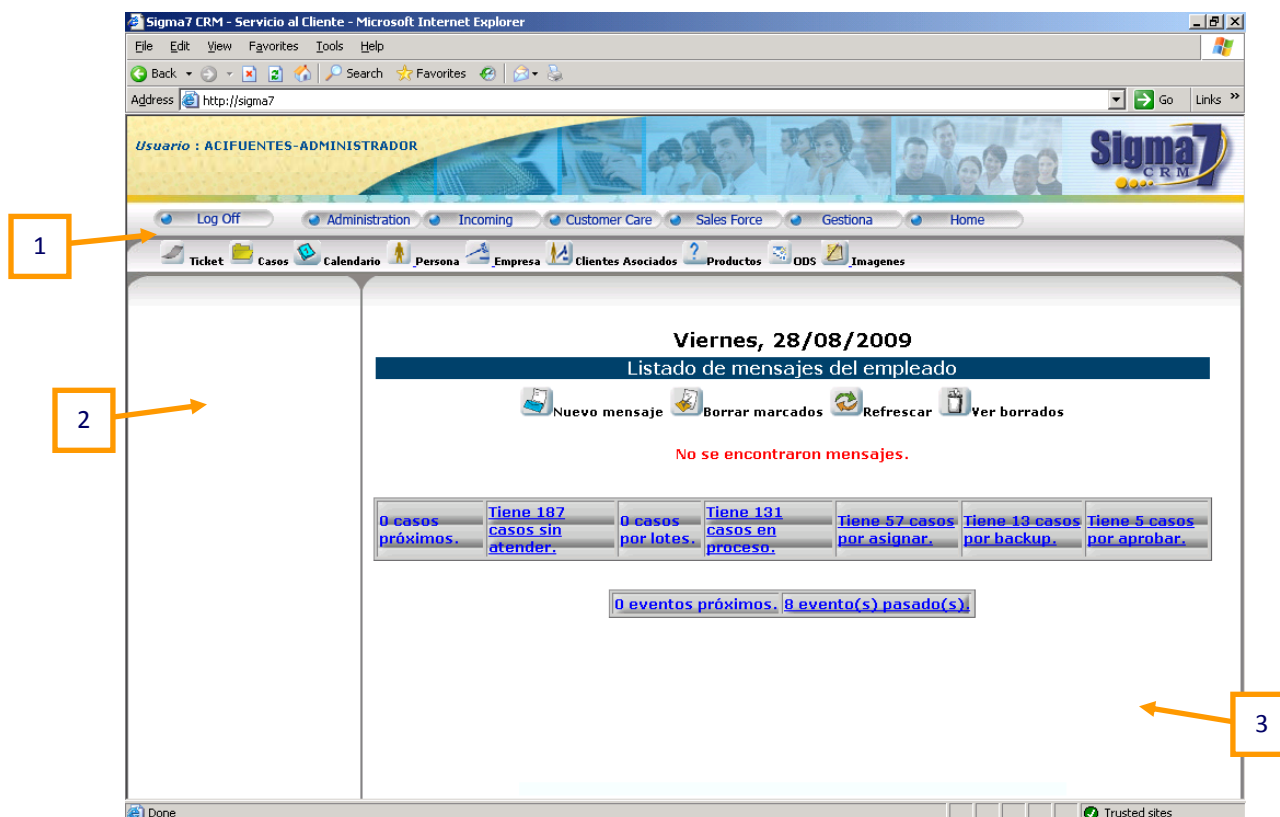 Sigma7 CRM - Servicio al Cliente - Microsoft Internet Explorer
File Edit View Favorites Tools Help
Back Search Favorites
Address http://sigma7 Go Links »
Usuario : ACIFUENTES-ADMINISTRADOR
Sigma7
CRM
Log Off Administration Incoming Customer Care Sales Force Gestiona Home
1
Ticket Casos Calendario Persona Empresa Clientes Asociados Productos ODS Imagenes
Viernes, 28/08/2009
Listado de mensajes del empleado
2
Nuevo mensaje Borrar marcados Refrescar Ver borrados
No se encontraron mensajes.
0 casos próximos.
Tiene 187 casos sin atender.
0 casos por lotes.
Tiene 131 casos en proceso.
Tiene 57 casos por asignar.
Tiene 13 casos por backup.
Tiene 5 casos por aprobar.
0 eventos próximos. 8 evento(s) pasado(s).
3
Done Trusted sites